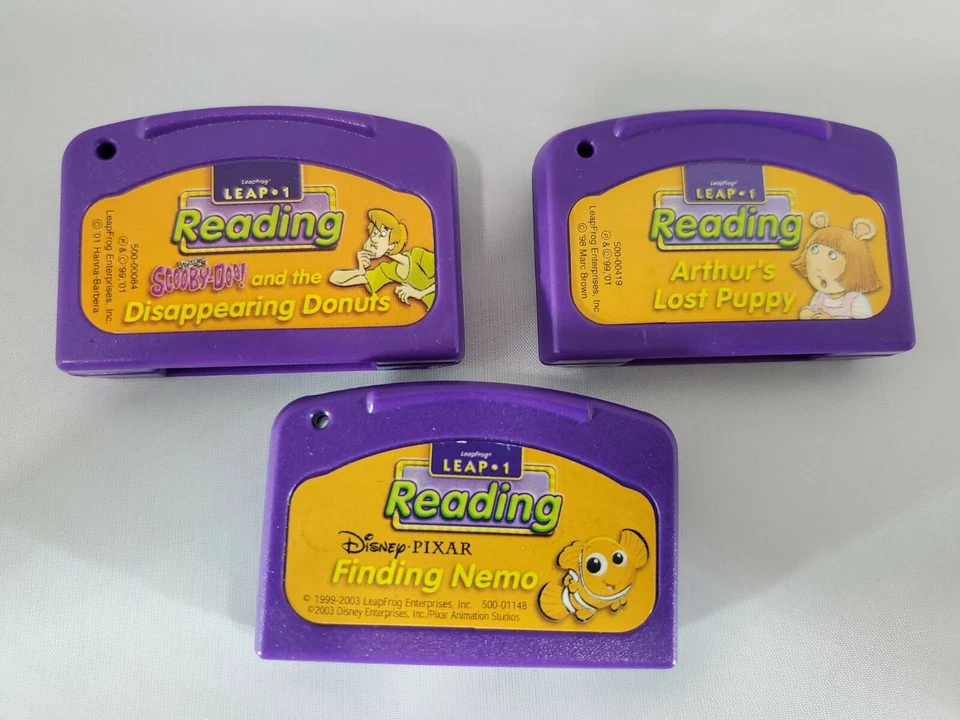 LeapFrog®
LEAP•1
Reading
SCOOBY-DOO! and the
Disappearing Donuts
500-00084
℗ & © '99, '01
LeapFrog Enterprises, Inc.
© '01 Hanna-Barbera
LeapFrog®
LEAP•1
Reading
Arthur's
Lost Puppy
500-00419
℗ & © '99, '01
LeapFrog Enterprises, Inc.
© '98 Marc Brown
LeapFrog®
LEAP•1
Reading
Disney•PIXAR
Finding Nemo
© 1999-2003 LeapFrog Enterprises, Inc. 500-01148
©2003 Disney Enterprises, Inc./Pixar Animation Studios